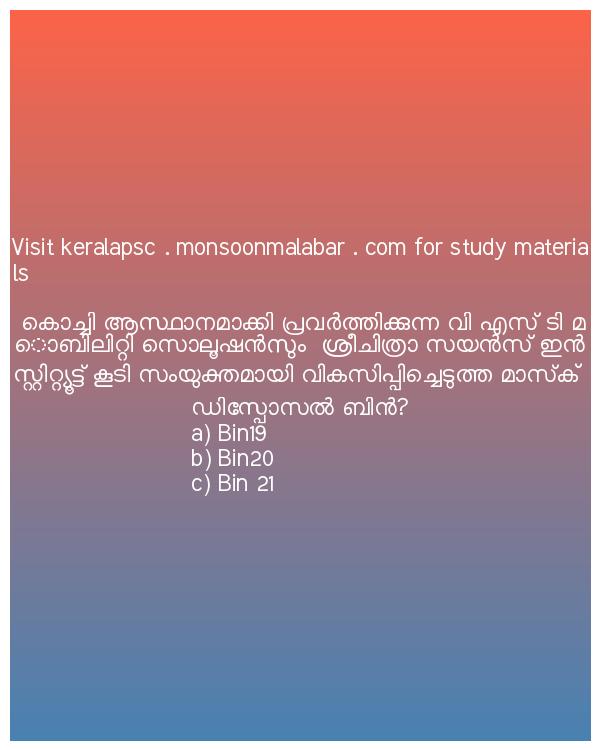 Visit keralapsc . monsoonmalabar . com for study materia
ls
കൊച്ചി ആസ്ഥാനമാക്കി പ്രവർത്തിക്കുന്ന വി എസ് ടി മ
ൊബിലിറ്റി സൊലൂഷൻസും ശ്രീചിത്രാ സയൻസ് ഇൻ
സ്റ്റിറ്റ്യൂട്ട് കൂടി സംയുക്തമായി വികസിപ്പിച്ചെടുത്ത മാസ്ക്
ഡിസ്പോസൽ ബിൻ?
a) Bin19
b) Bin20
c) Bin 21